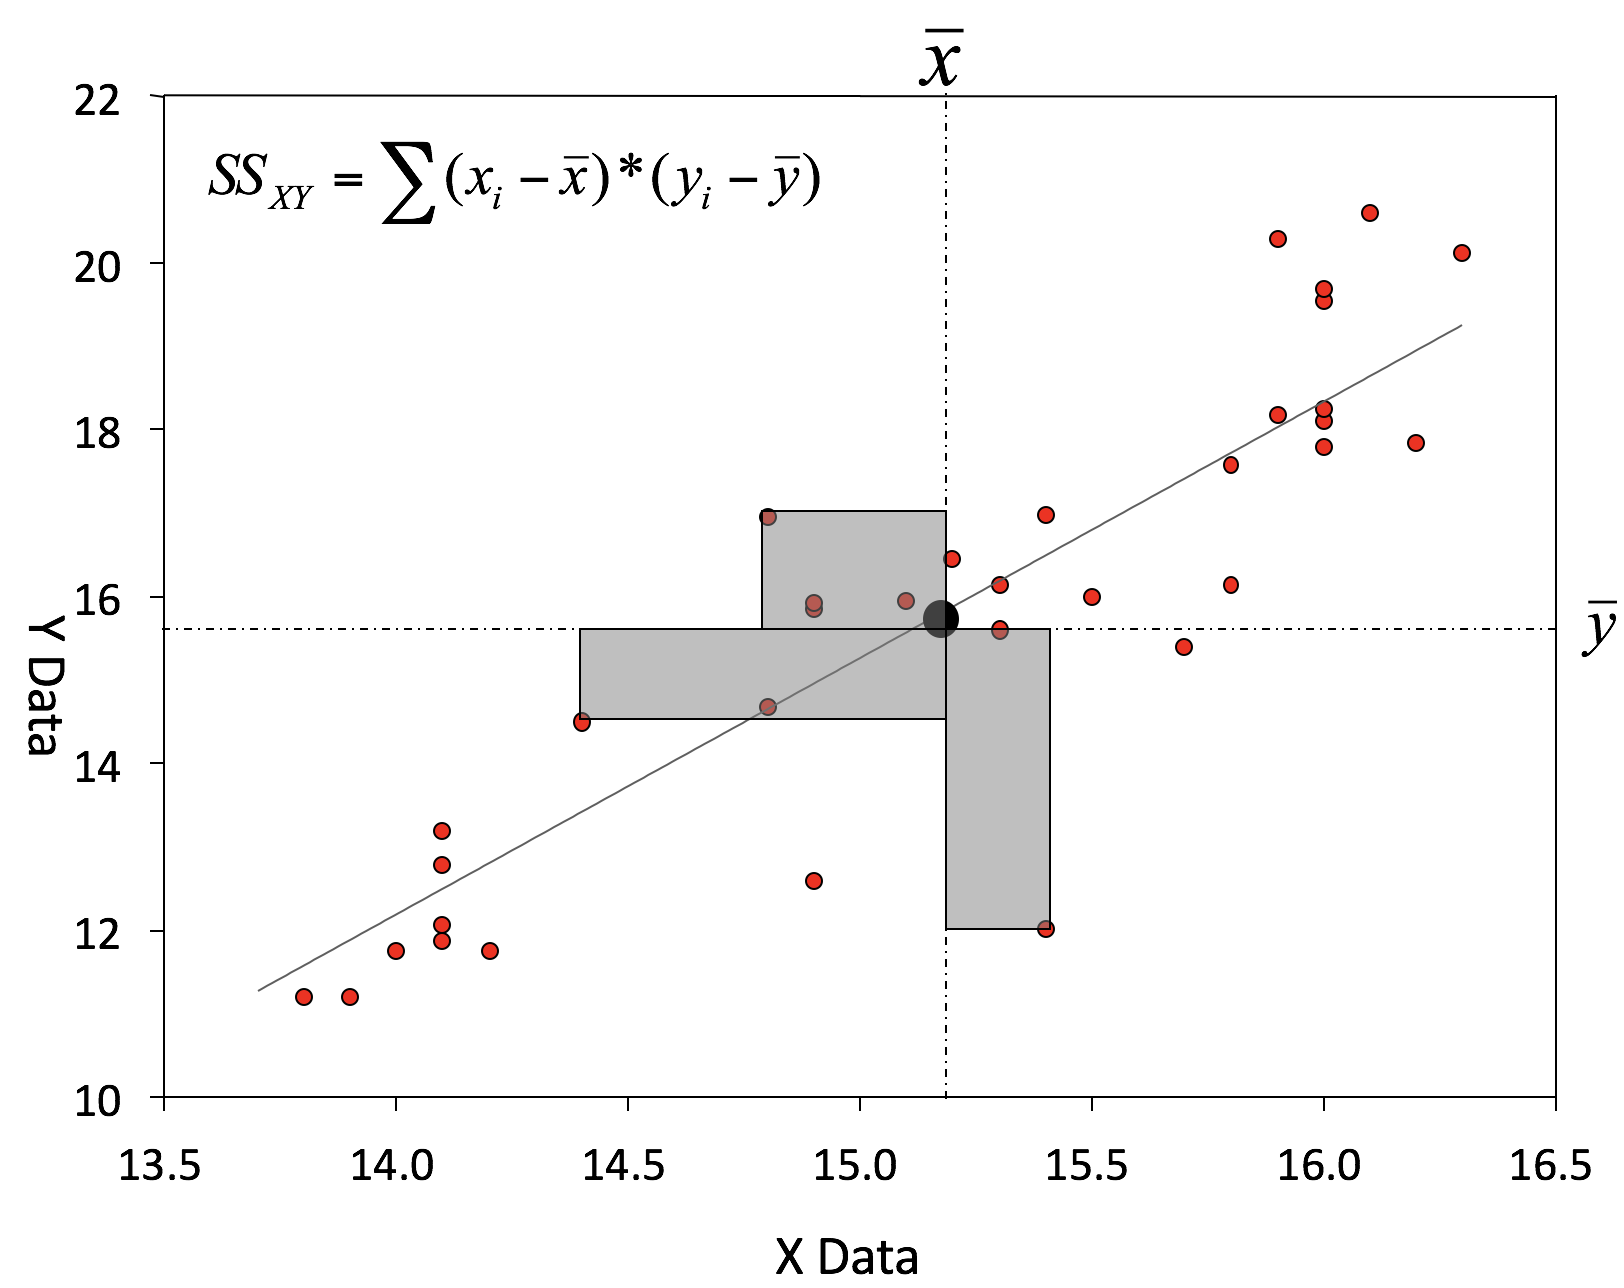 x̅
22
SS_XY = ∑(x_i − x̅)*(y_i − y̅)
20
18
16
y̅
Y Data
14
12
10
13.5 14.0 14.5 15.0 15.5 16.0 16.5
X Data